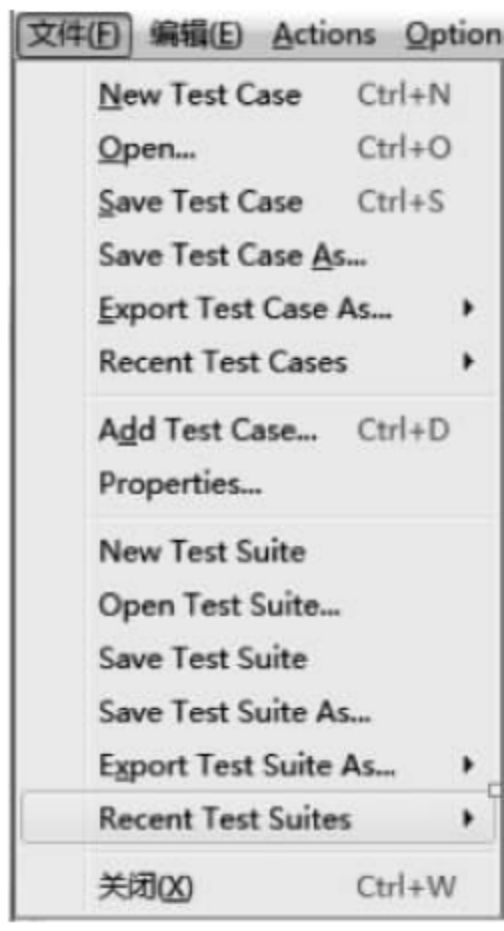 文件(F) 编辑(E) Actions Option
New Test Case Ctrl+N
Open... Ctrl+O
Save Test Case Ctrl+S
Save Test Case As...
Export Test Case As...
Recent Test Cases
Add Test Case... Ctrl+D
Properties...
New Test Suite
Open Test Suite...
Save Test Suite
Save Test Suite As...
Export Test Suite As...
Recent Test Suites
关闭(X) Ctrl+W